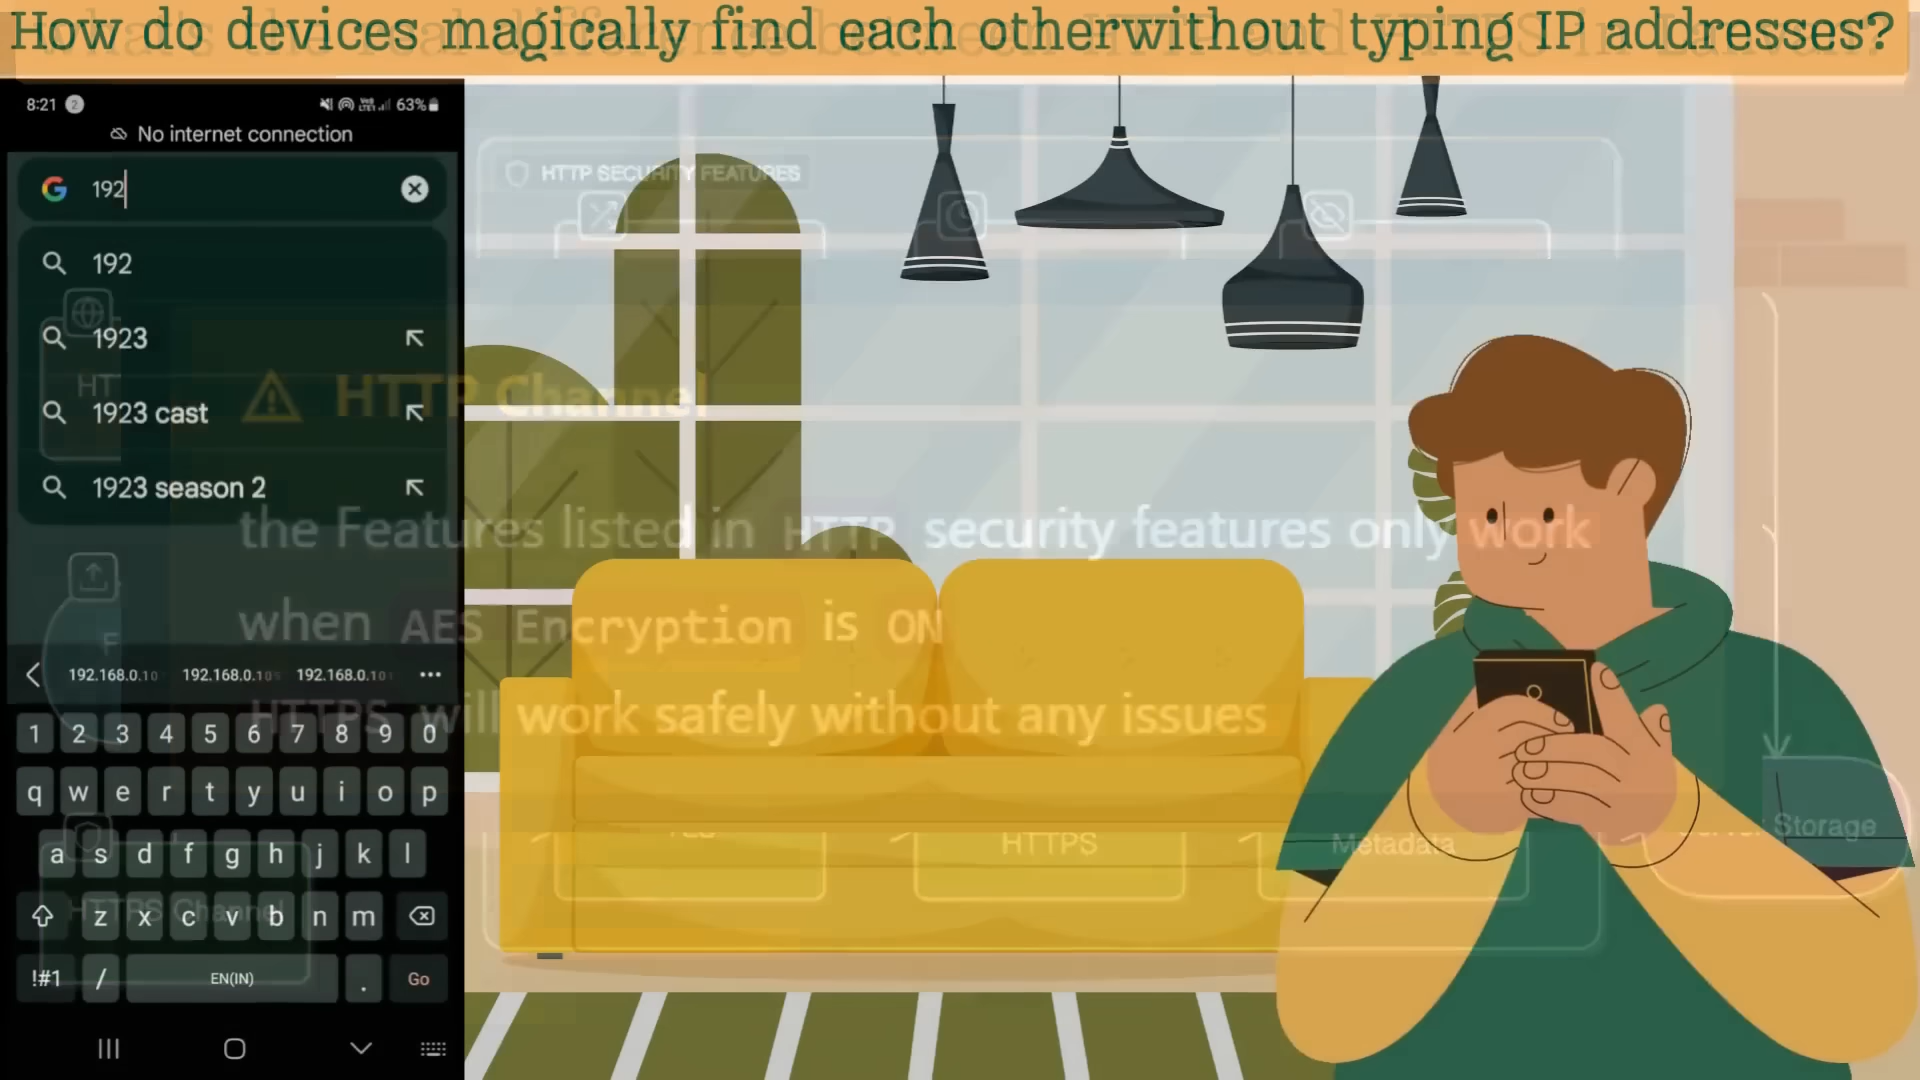 How do devices magically find each otherwithout typing IP addresses?
8:21 2
63%
No internet connection
192
HTTP SECURITY FEATURES
192
1923
HT
1923 cast
HTTP Channel
1923 season 2
the Features listed in HTTP security features only work
when AES Encryption is ON
F
192.168.0.10 192.168.0.10 192.168.0.10
HTTPS will work safely without any issues
1 2 3 4 5 6 7 8 9 0
q w e r t y u i o p
HTTPS
Metadata
Storage
a s d f g h j k l
HTTPS Channel
z x c v b n m
!#1 / EN(IN) . Go